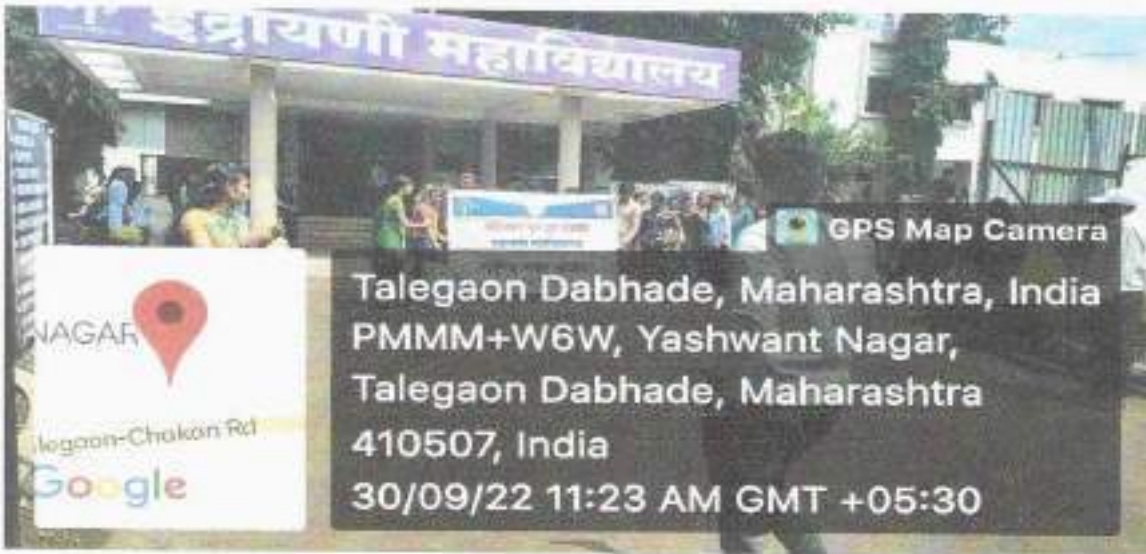 इंद्रायणी महाविद्यालय
GPS Map Camera
Talegaon Dabhade, Maharashtra, India
PMMM+W6W, Yashwant Nagar,
Talegaon Dabhade, Maharashtra
410507, India
30/09/22 11:23 AM GMT +05:30
NAGAR
legaon-Chakan Rd
Google